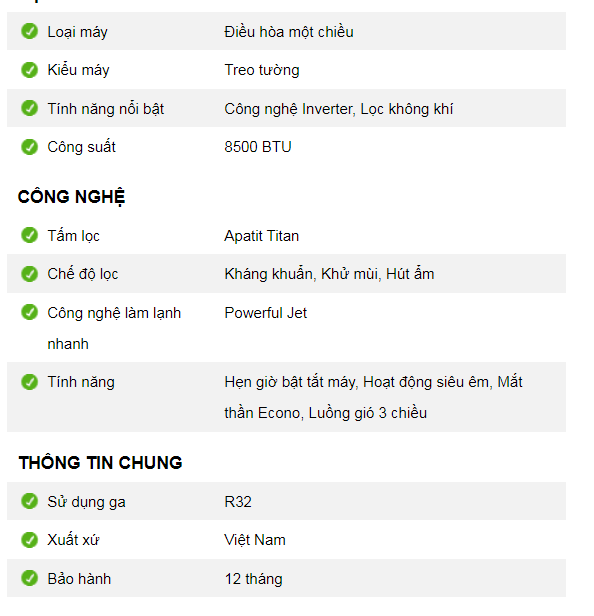 Loại máy Điều hòa một chiều
Kiểu máy Treo tường
Tính năng nổi bật Công nghệ Inverter, Lọc không khí
Công suất 8500 BTU
CÔNG NGHỆ
Tấm lọc Apatit Titan
Chế độ lọc Kháng khuẩn, Khử mùi, Hút ẩm
Công nghệ làm lạnh Powerful Jet
nhanh
Tính năng Hẹn giờ bật tắt máy, Hoạt động siêu êm, Mắt
thần Econo, Luồng gió 3 chiều
THÔNG TIN CHUNG
Sử dụng ga R32
Xuất xứ Việt Nam
Bảo hành 12 tháng